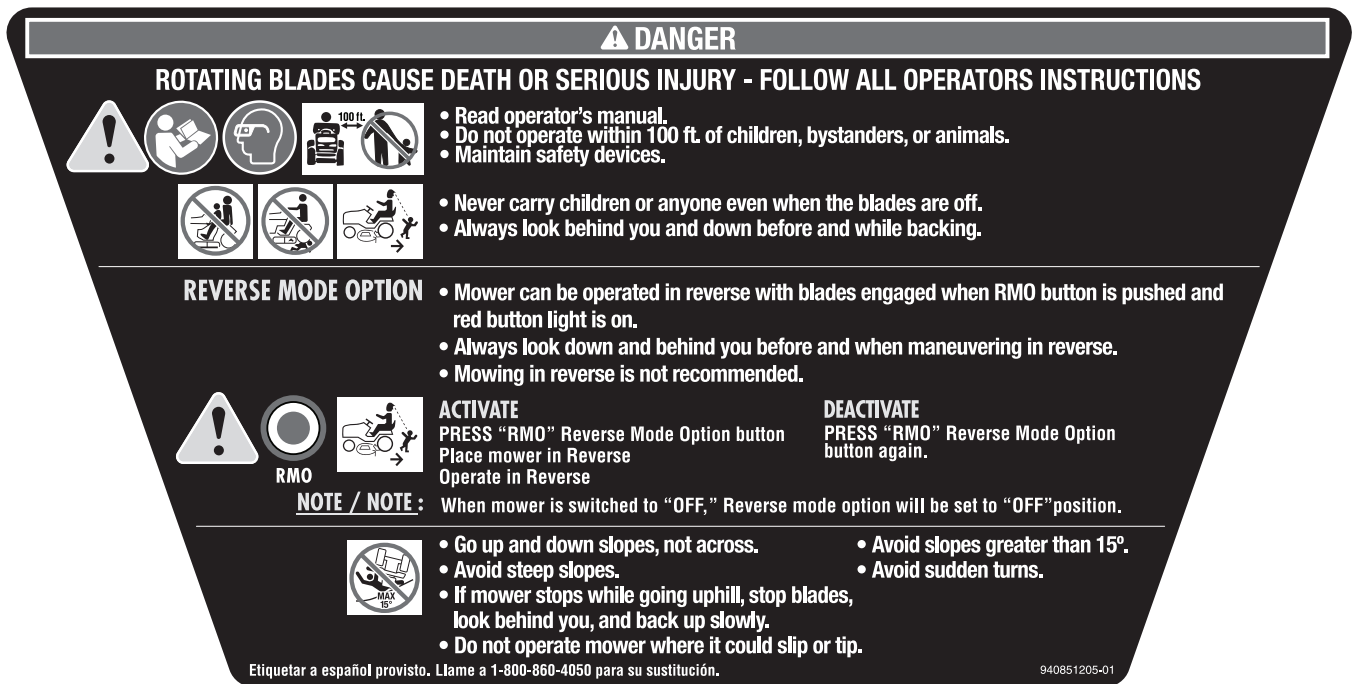 DANGER
ROTATING BLADES CAUSE DEATH OR SERIOUS INJURY - FOLLOW ALL OPERATORS INSTRUCTIONS
100 ft.
• Read operator's manual.
• Do not operate within 100 ft. of children, bystanders, or animals.
• Maintain safety devices.
• Never carry children or anyone even when the blades are off.
• Always look behind you and down before and while backing.
REVERSE MODE OPTION
• Mower can be operated in reverse with blades engaged when RMO button is pushed and
red button light is on.
• Always look down and behind you before and when maneuvering in reverse.
• Mowing in reverse is not recommended.
RMO
ACTIVATE
PRESS “RMO” Reverse Mode Option button
Place mower in Reverse
Operate in Reverse
DEACTIVATE
PRESS “RMO” Reverse Mode Option
button again.
NOTE / NOTE : When mower is switched to “OFF,” Reverse mode option will be set to “OFF”position.
MAX
15°
• Go up and down slopes, not across.
• Avoid steep slopes.
• If mower stops while going uphill, stop blades,
look behind you, and back up slowly.
• Do not operate mower where it could slip or tip.
• Avoid slopes greater than 15º.
• Avoid sudden turns.
Etiquetar a español provisto. Llame a 1-800-860-4050 para su sustitución.
940851205-01